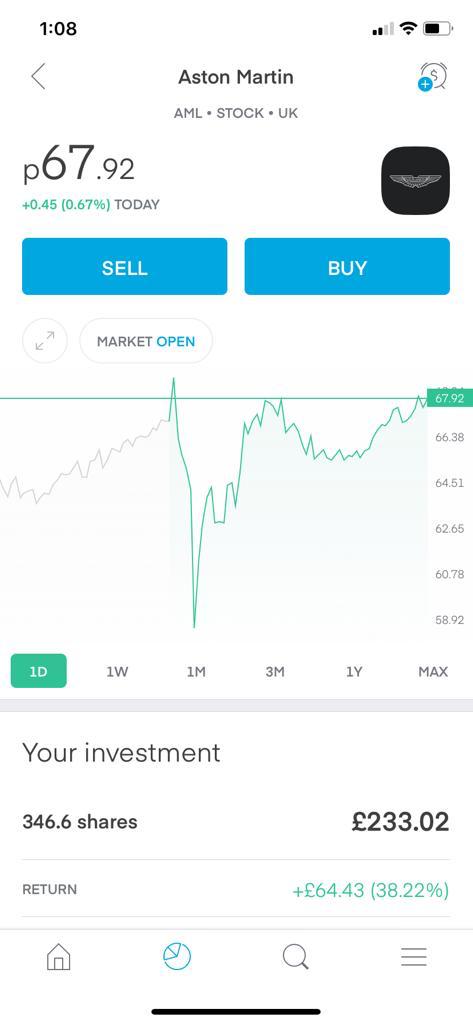 1:08
Aston Martin
AML • STOCK • UK
p67.92
+0.45 (0.67%) TODAY
SELL BUY
MARKET OPEN
67.92
66.38
64.51
62.65
60.78
58.92
1D 1W 1M 3M 1Y MAX
Your investment
346.6 shares £233.02
RETURN +£64.43 (38.22%)